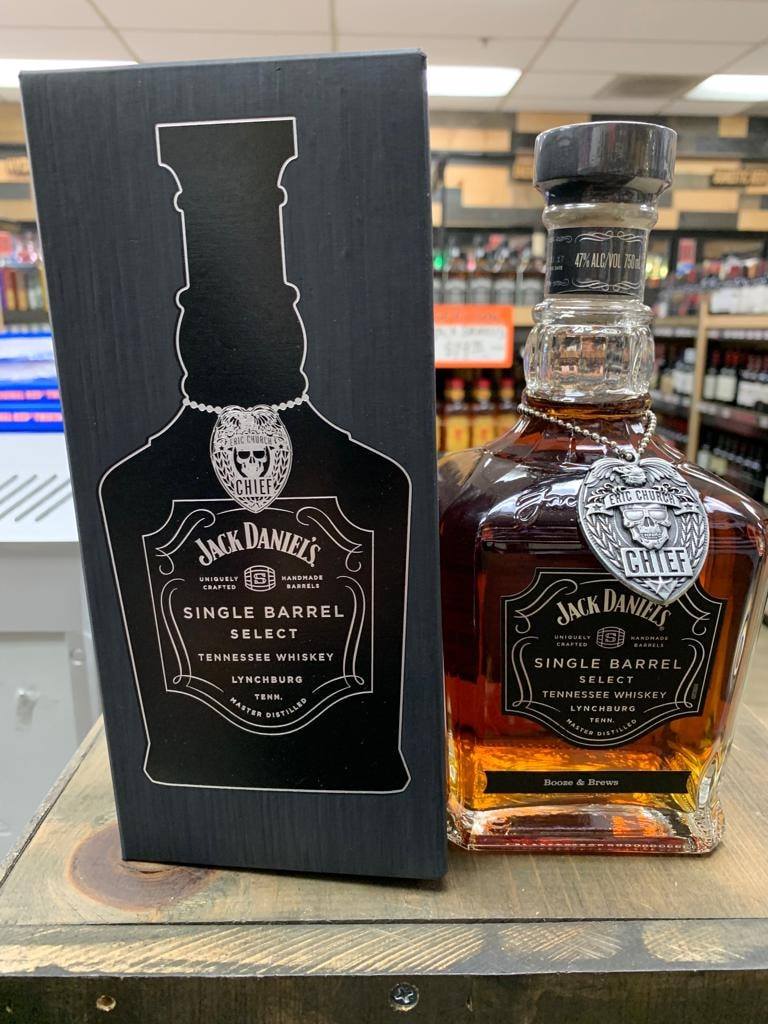 ERIC CHURCH
CHIEF
JACK DANIEL'S
UNIQUELY CRAFTED
S
HANDMADE BARRELS
SINGLE BARREL
SELECT
TENNESSEE WHISKEY
LYNCHBURG
TENN.
MASTER DISTILLED
47% ALC/VOL 750 mL
ERIC CHURCH
CHIEF
JACK DANIEL'S
UNIQUELY CRAFTED
S
HANDMADE BARRELS
SINGLE BARREL
SELECT
TENNESSEE WHISKEY
LYNCHBURG
TENN.
MASTER DISTILLED
Booze & Brews